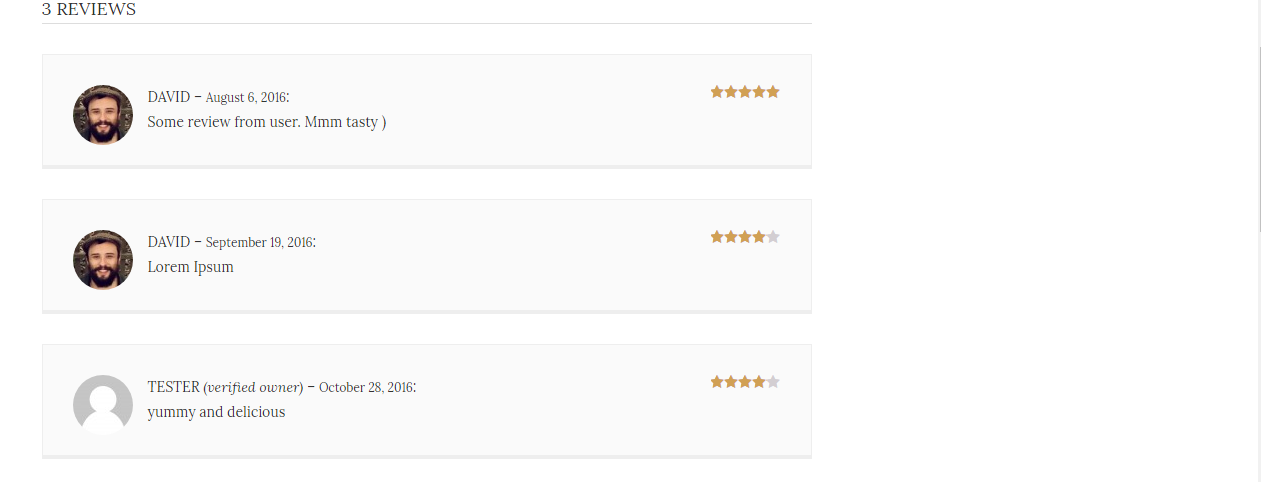 3 REVIEWS
DAVID – August 6, 2016:
Some review from user. Mmm tasty )
DAVID – September 19, 2016:
Lorem Ipsum
TESTER (verified owner) – October 28, 2016:
yummy and delicious